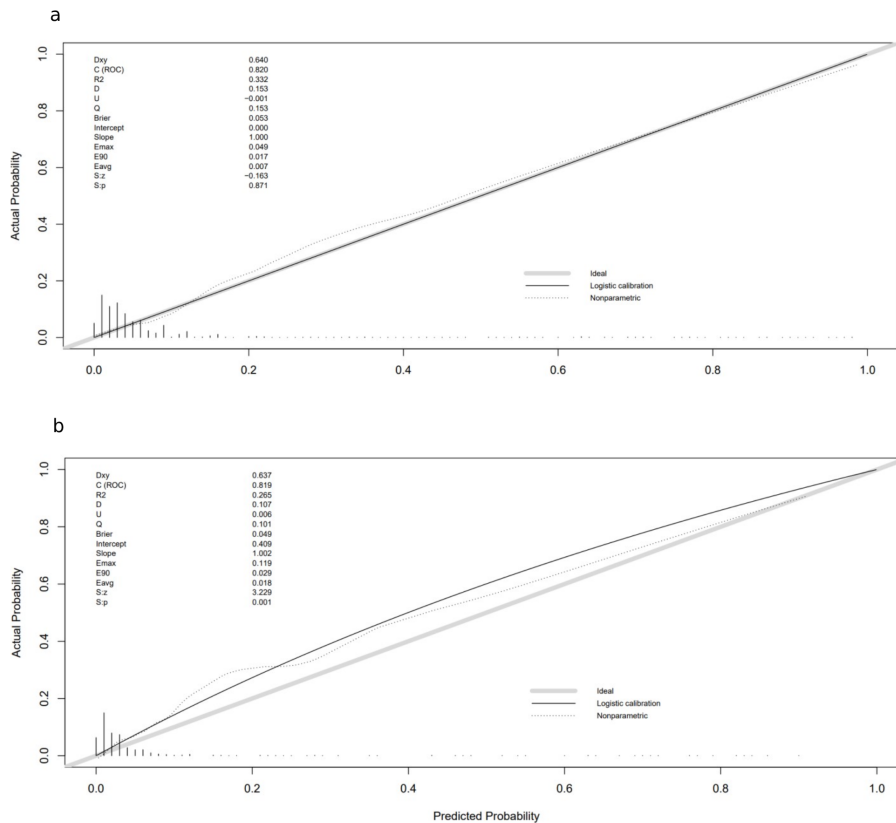 a
Actual Probability
1.0
0.8
0.6
0.4
0.2
0.0
Dxy 0.640
C (ROC) 0.820
R2 0.332
D 0.153
U −0.001
Q 0.153
Brier 0.053
Intercept 0.000
Slope 1.000
Emax 0.049
E90 0.017
Eavg 0.007
S:z −0.163
S:p 0.871
Ideal
Logistic calibration
Nonparametric
0.0 0.2 0.4 0.6 0.8 1.0
b
Actual Probability
1.0
0.8
0.6
0.4
0.2
0.0
Dxy 0.637
C (ROC) 0.819
R2 0.265
D 0.107
U 0.006
Q 0.101
Brier 0.049
Intercept 0.409
Slope 1.002
Emax 0.119
E90 0.029
Eavg 0.018
S:z 3.229
S:p 0.001
Ideal
Logistic calibration
Nonparametric
0.0 0.2 0.4 0.6 0.8 1.0
Predicted Probability